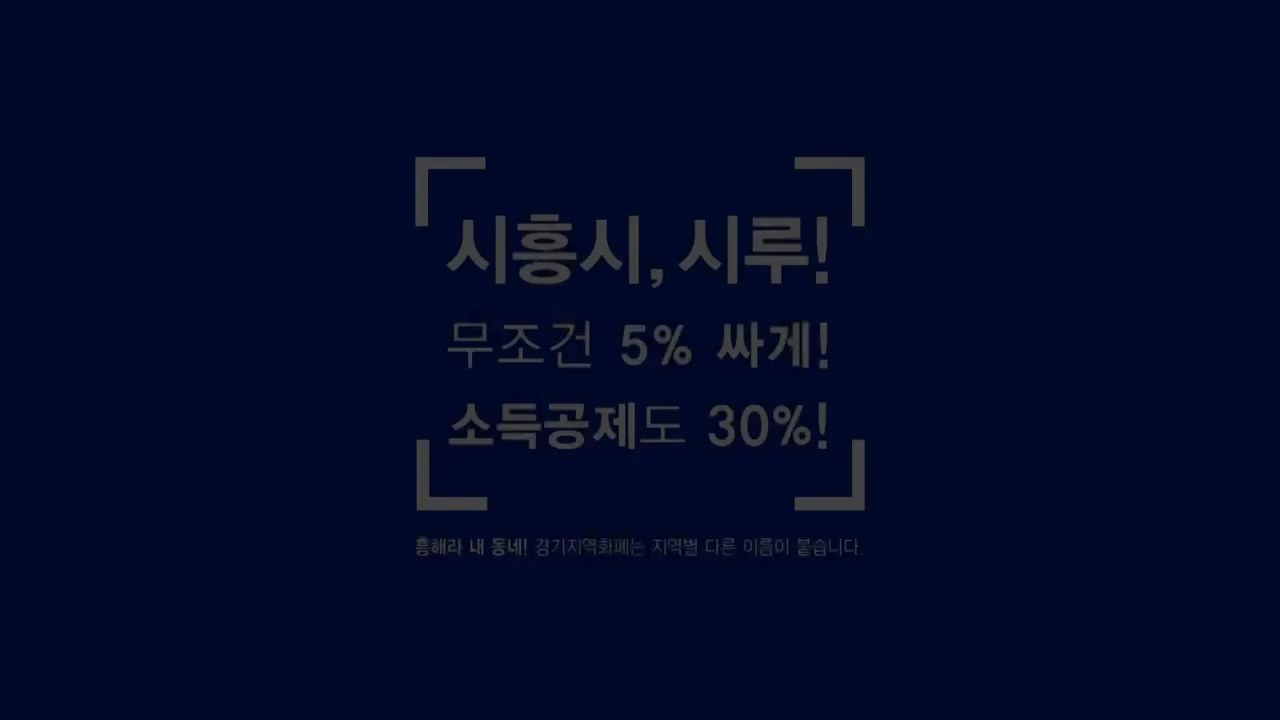 시흥시, 시루!
무조건 5% 싸게!
소득공제도 30%!
흥해라 내 동네! 경기지역화폐는 지역별 다른 이름이 붙습니다.